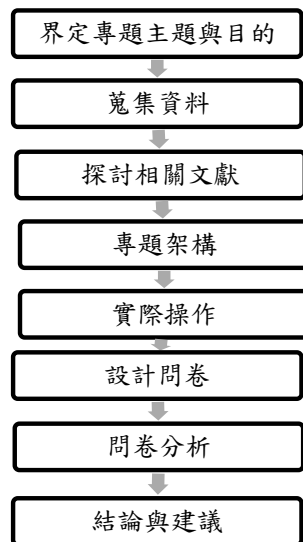 界定專題主題與目的
蒐集資料
探討相關文獻
專題架構
實際操作
設計問卷
問卷分析
結論與建議